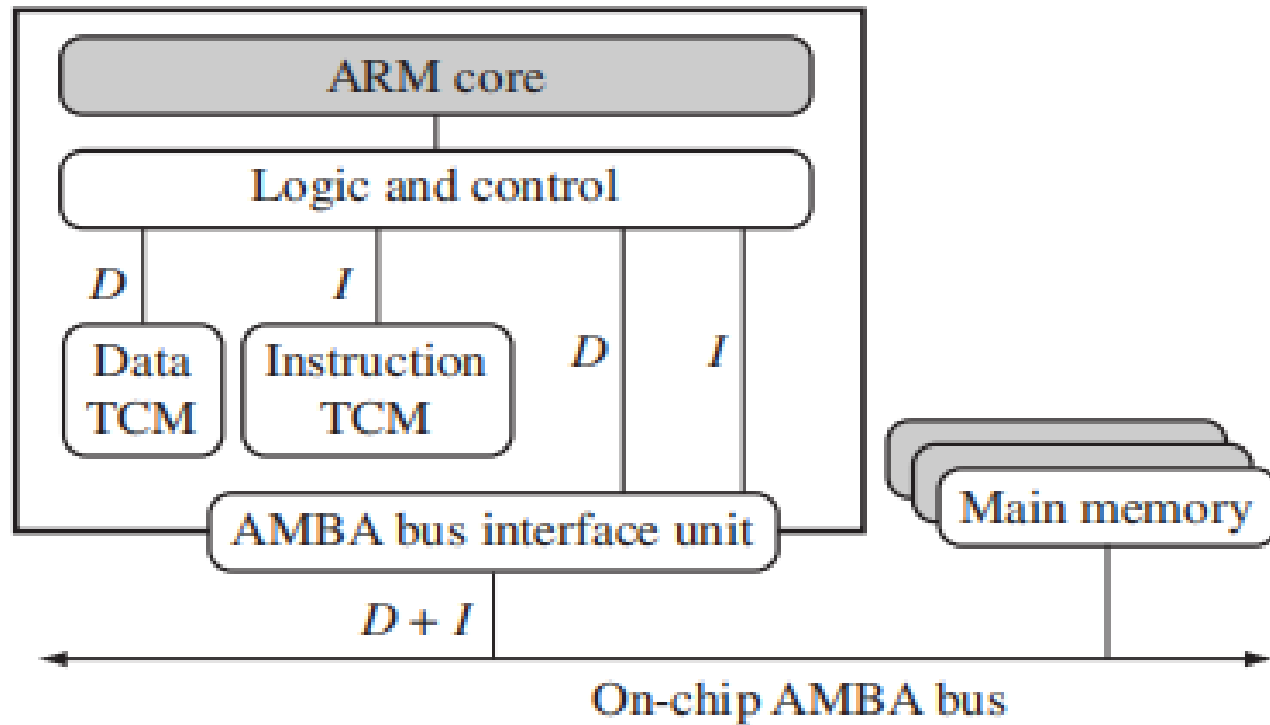 ARM core
Logic and control
D
I
D
I
Data
TCM
Instruction
TCM
Main memory
AMBA bus interface unit
D + I
On-chip AMBA bus